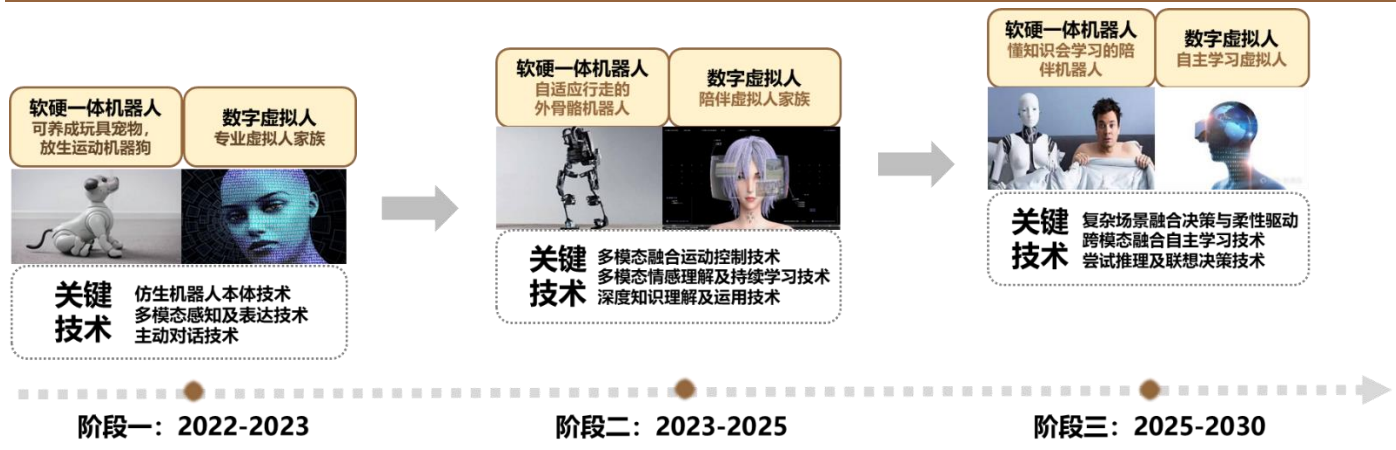 软硬一体机器人
可养成玩具宠物，
放生运动机器狗
数字虚拟人
专业虚拟人家族
关键
技术
仿生机器人本体技术
多模态感知及表达技术
主动对话技术
阶段一：2022-2023
软硬一体机器人
自适应行走的
外骨骼机器人
数字虚拟人
陪伴虚拟人家族
关键
技术
多模态融合运动控制技术
多模态情感理解及持续学习技术
深度知识理解及运用技术
阶段二：2023-2025
软硬一体机器人
懂知识会学习的陪
伴机器人
数字虚拟人
自主学习虚拟人
关键
技术
复杂场景融合决策与柔性驱动
跨模态融合自主学习技术
尝试推理及联想决策技术
阶段三：2025-2030